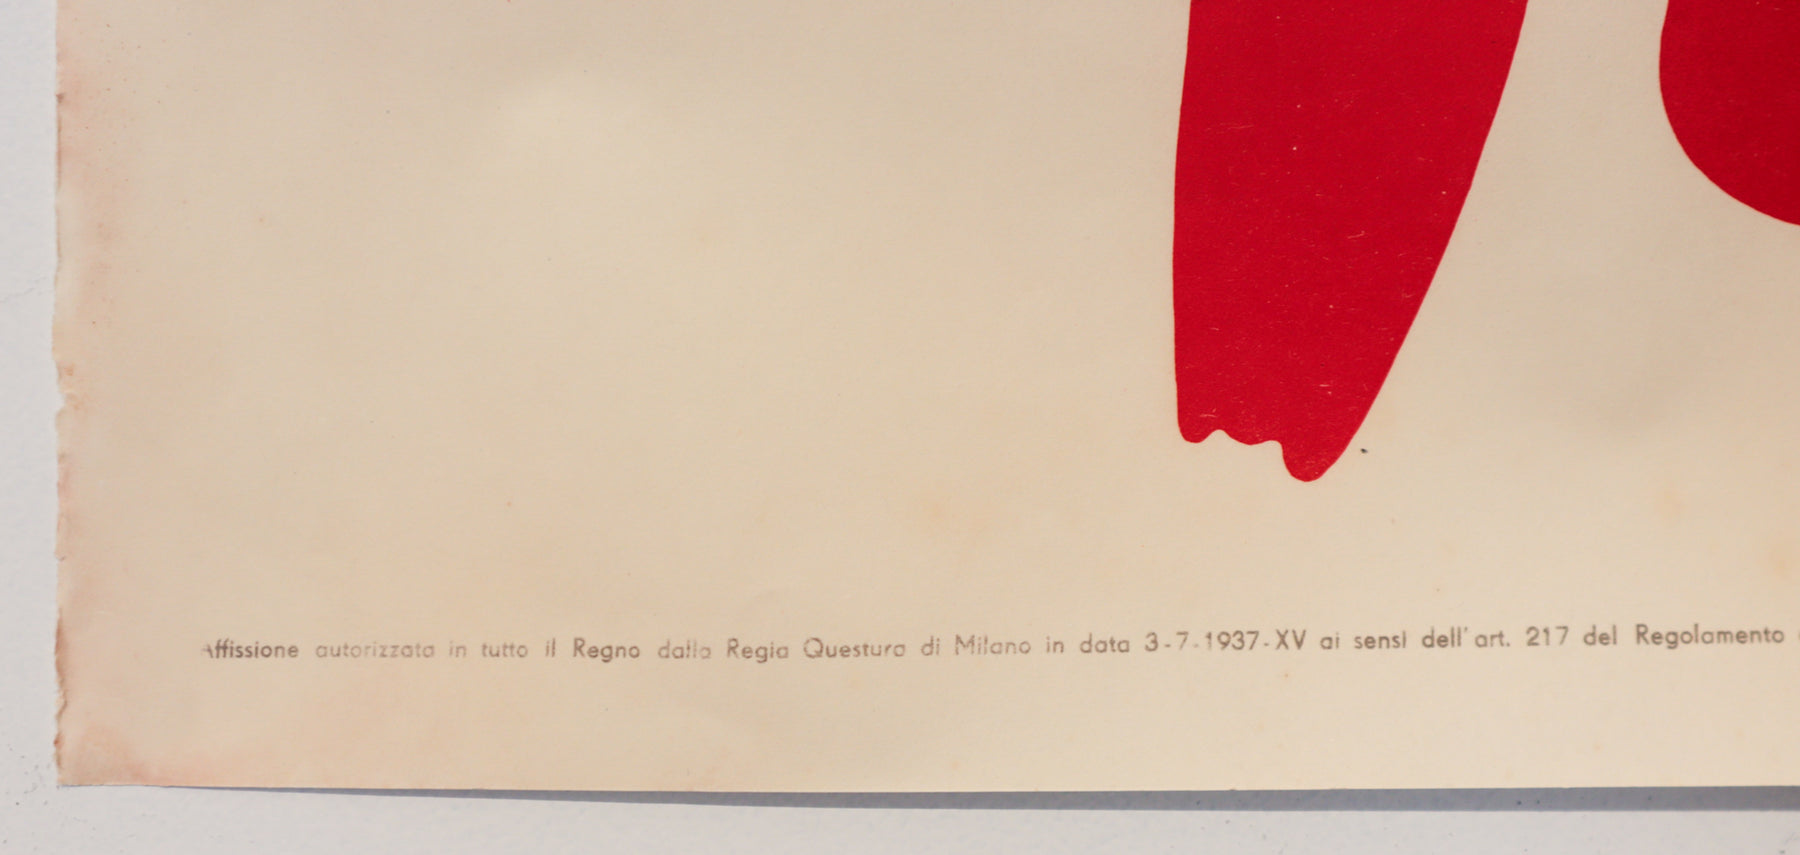 Affissione autorizzata in tutto il Regno dalla Regia Questura di Milano in data 3-7-1937-XV ai sensi dell'art. 217 del Regolamento